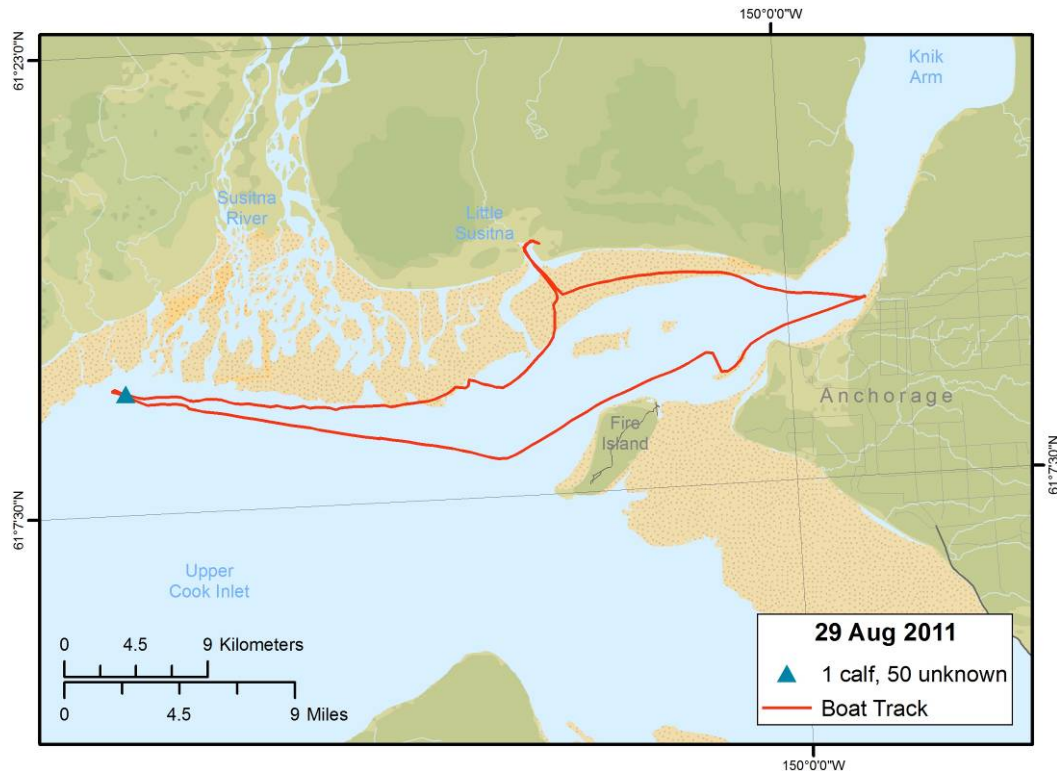 150°0'0"W
61°23'0"N
Knik
Arm
Susitna
River
Little
Susitna
Anchorage
Fire
Island
61°7'30"N
61°7'30"N
Upper
Cook Inlet
0 4.5 9 Kilometers
0 4.5 9 Miles
29 Aug 2011
1 calf, 50 unknown
Boat Track
150°0'0"W